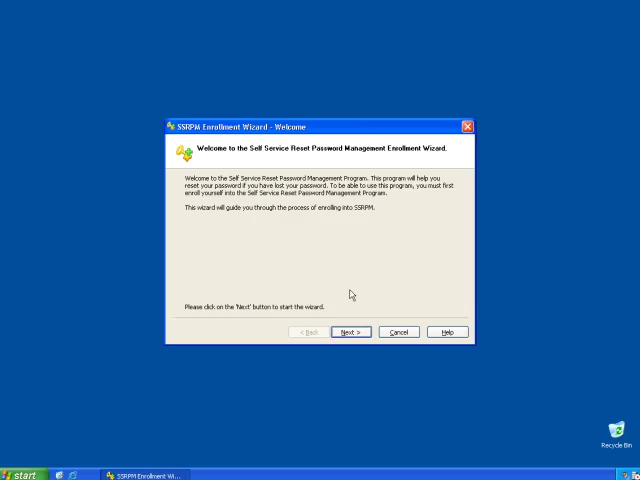 SSRPM Enrollment Wizard - Welcome
Welcome to the Self Service Reset Password Management Enrollment Wizard.
Welcome to the Self Service Reset Password Management Program. This program will help you
reset your password if you have lost your password. To be able to use this program, you must first
enroll yourself into the Self Service Reset Password Management Program.
This wizard will guide you through the process of enrolling into SSRPM.
Please click on the 'Next' button to start the wizard.
< Back Next > Cancel Help
Recycle Bin
start SSRPM Enrollment Wi...